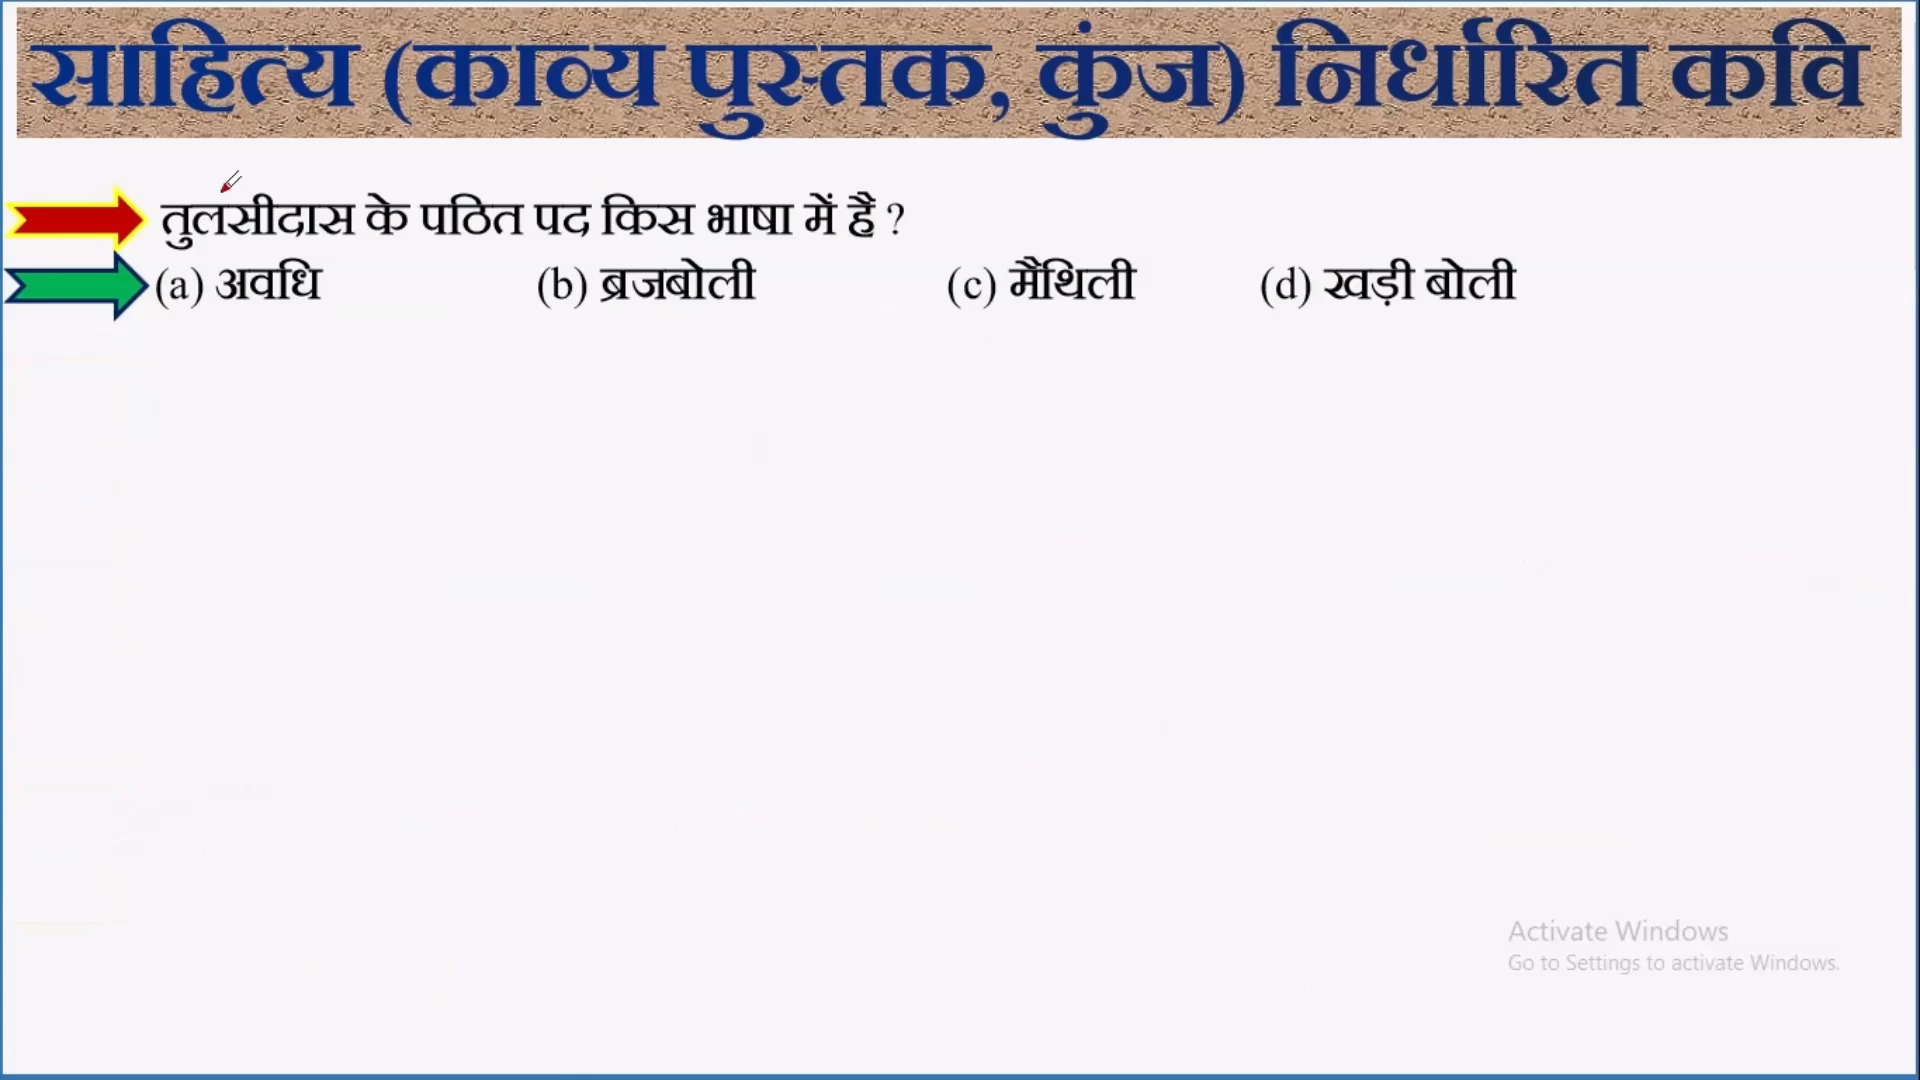 साहित्य (काव्य पुस्तक, कुंज) निर्धारित कवि
तुलसीदास के पठित पद किस भाषा में है ?
(a) अवधि (b) ब्रजबोली (c) मैथिली (d) खड़ी बोली
Activate Windows
Go to Settings to activate Windows.